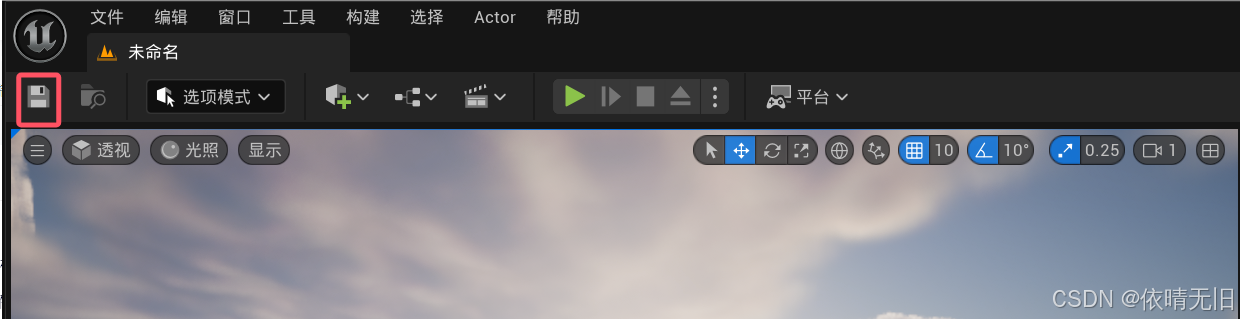 文件 编辑 窗口 工具 构建 选择 Actor 帮助
未命名
选项模式 平台
透视 光照 显示 10 10° 0.25 1
CSDN @依晴无旧